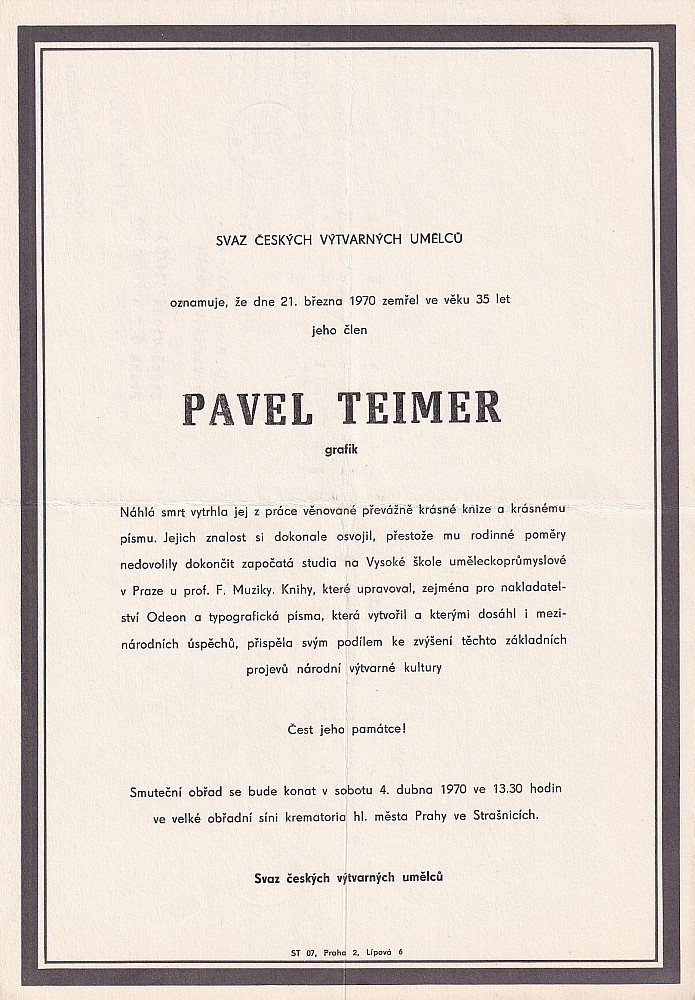 SVAZ ČESKÝCH VÝTVARNÝCH UMĚLCŮ
oznamuje, že dne 21. března 1970 zemřel ve věku 35 let
jeho člen
PAVEL TEIMER
grafik
Náhlá smrt vytrhla jej z práce věnované převážně krásné knize a krásnému
písmu. Jejich znalost si dokonale osvojil, přestože mu rodinné poměry
nedovolily dokončit započatá studia na Vysoké škole uměleckoprůmyslové
v Praze u prof. F. Muziky. Knihy, které upravoval, zejména pro nakladatel-
ství Odeon a typografická písma, která vytvořil a kterými dosáhl i mezi-
národních úspěchů, přispěla svým podílem ke zvýšení těchto základních
projevů národní výtvarné kultury
Čest jeho památce!
Smuteční obřad se bude konat v sobotu 4. dubna 1970 ve 13.30 hodin
ve velké obřadní síni krematoria hl. města Prahy ve Strašnicích.
Svaz českých výtvarných umělců
ST 07, Praha 2, Lípová 6